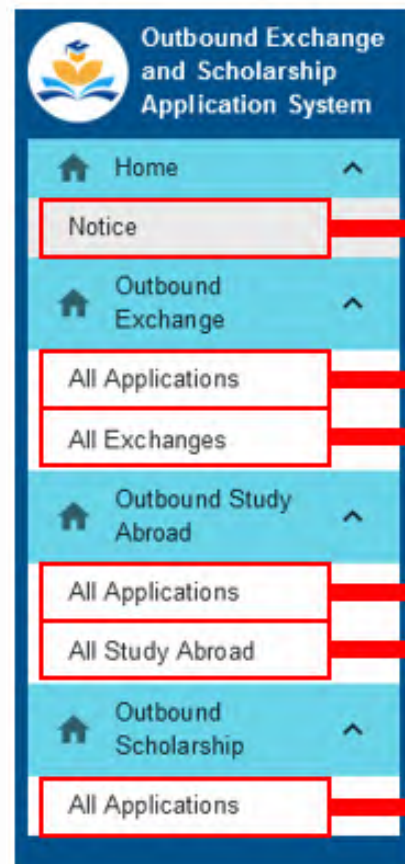 Outbound Exchange
and Scholarship
Application System
Home
Notice
Outbound
Exchange
All Applications
All Exchanges
Outbound Study
Abroad
All Applications
All Study Abroad
Outbound
Scholarship
All Applications